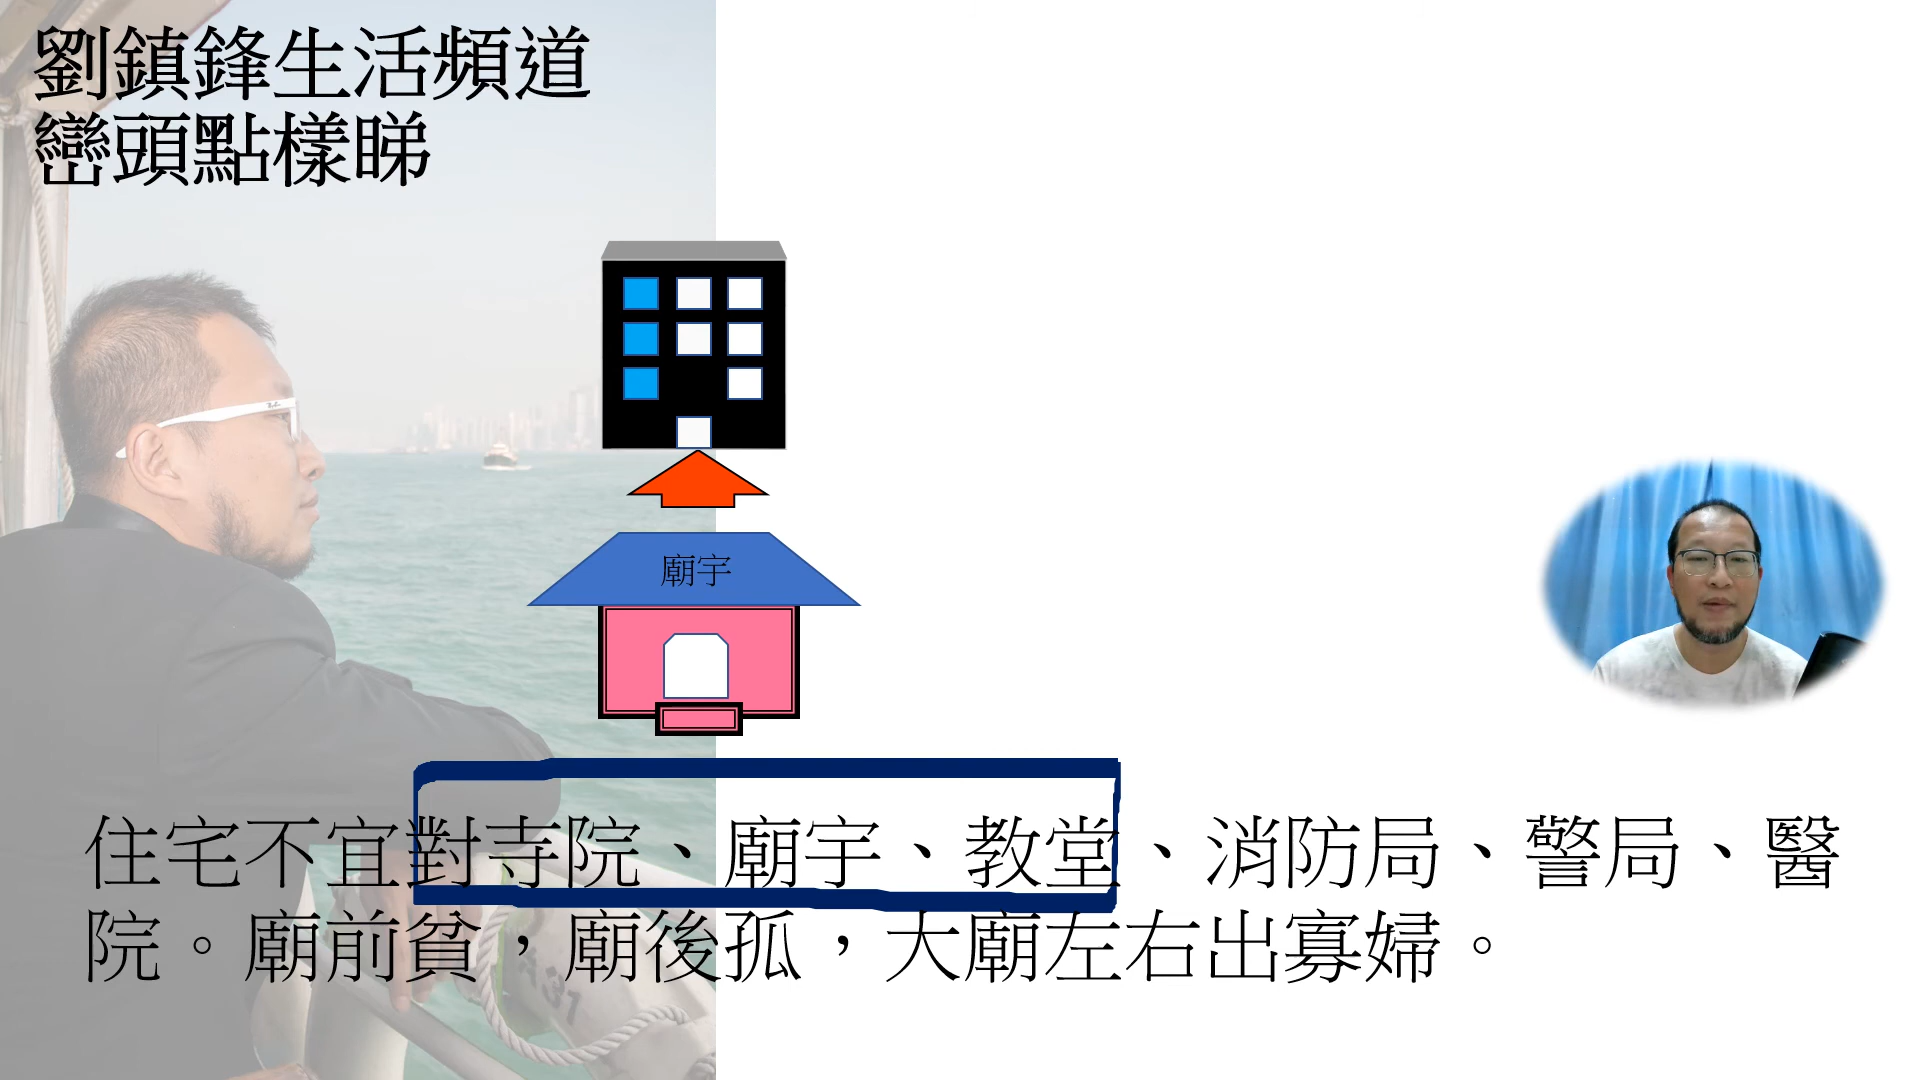 劉鎮鋒生活頻道
巒頭點樣睇
廟宇
住宅不宜對寺院、廟宇、教堂、消防局、警局、醫
院。廟前貧，廟後孤，大廟左右出寡婦。
37